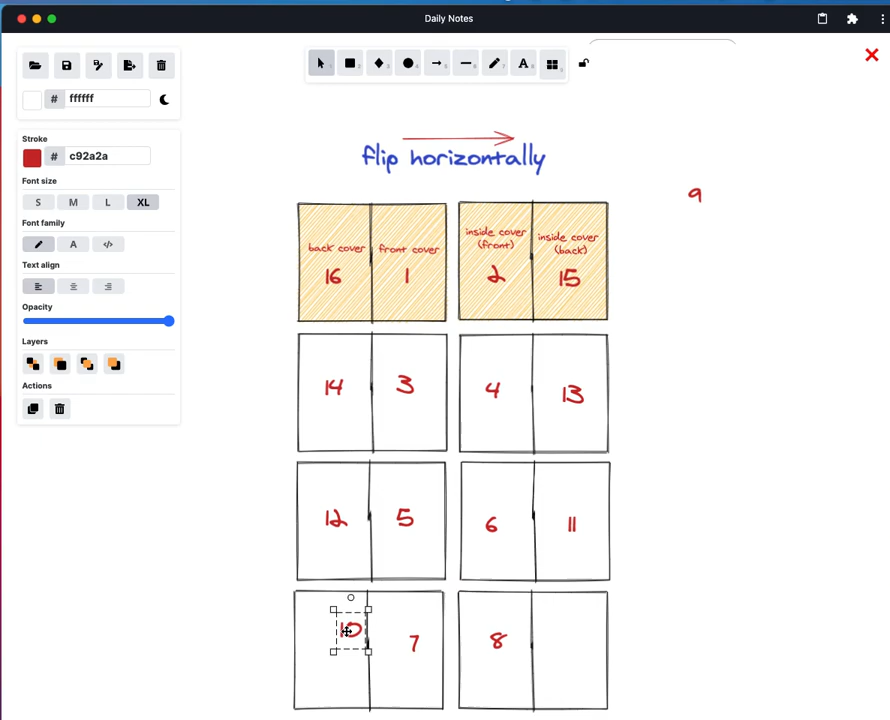 Daily Notes
# ffffff
Stroke
# c92a2a
Font size
S M L XL
Font family
A </>
Text align
Opacity
Layers
Actions
A
flip horizontally
9
back cover
16
front cover
1
inside cover
(front)
2
inside cover
(back)
15
14
3
4
13
12
5
6
11
10
7
8